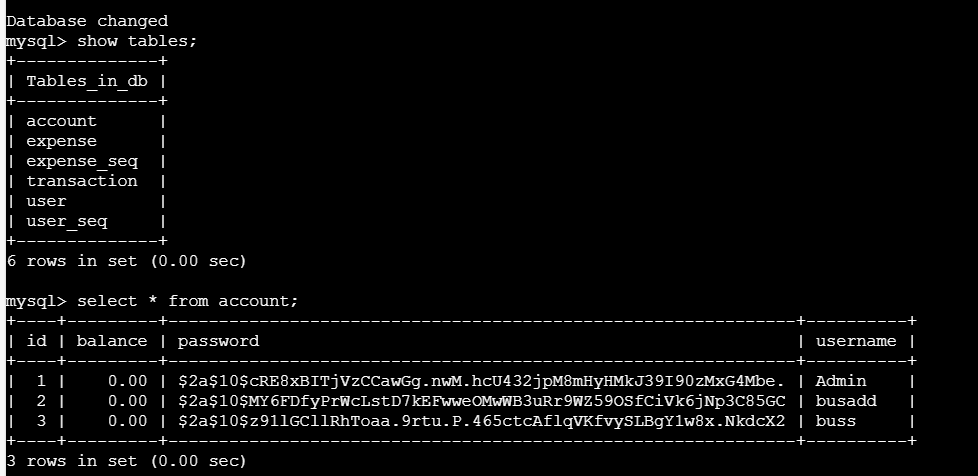 Database changed
mysql> show tables;
+--------------+
| Tables_in_db |
+--------------+
| account      |
| expense      |
| expense_seq  |
| transaction  |
| user         |
| user_seq     |
+--------------+
6 rows in set (0.00 sec)
mysql> select * from account;
+----+---------+--------------------------------------------------------------+----------+
| id | balance | password                                                     | username |
+----+---------+--------------------------------------------------------------+----------+
|  1 |    0.00 | $2a$10$cRE8xBITjVzCCawGg.nwM.hcU432jpM8mHyHMkJ39I90zMxG4Mbe. | Admin    |
|  2 |    0.00 | $2a$10$MY6FDfyPrWcLstD7kEFwweOMwWB3uRr9WZ59OSfCiVk6jNp3C85GC | busadd   |
|  3 |    0.00 | $2a$10$z91lGCllRhToaa.9rtu.P.465ctcAflqVKfvySLBgY1w8x.NkdcX2 | buss     |
+----+---------+--------------------------------------------------------------+----------+
3 rows in set (0.00 sec)